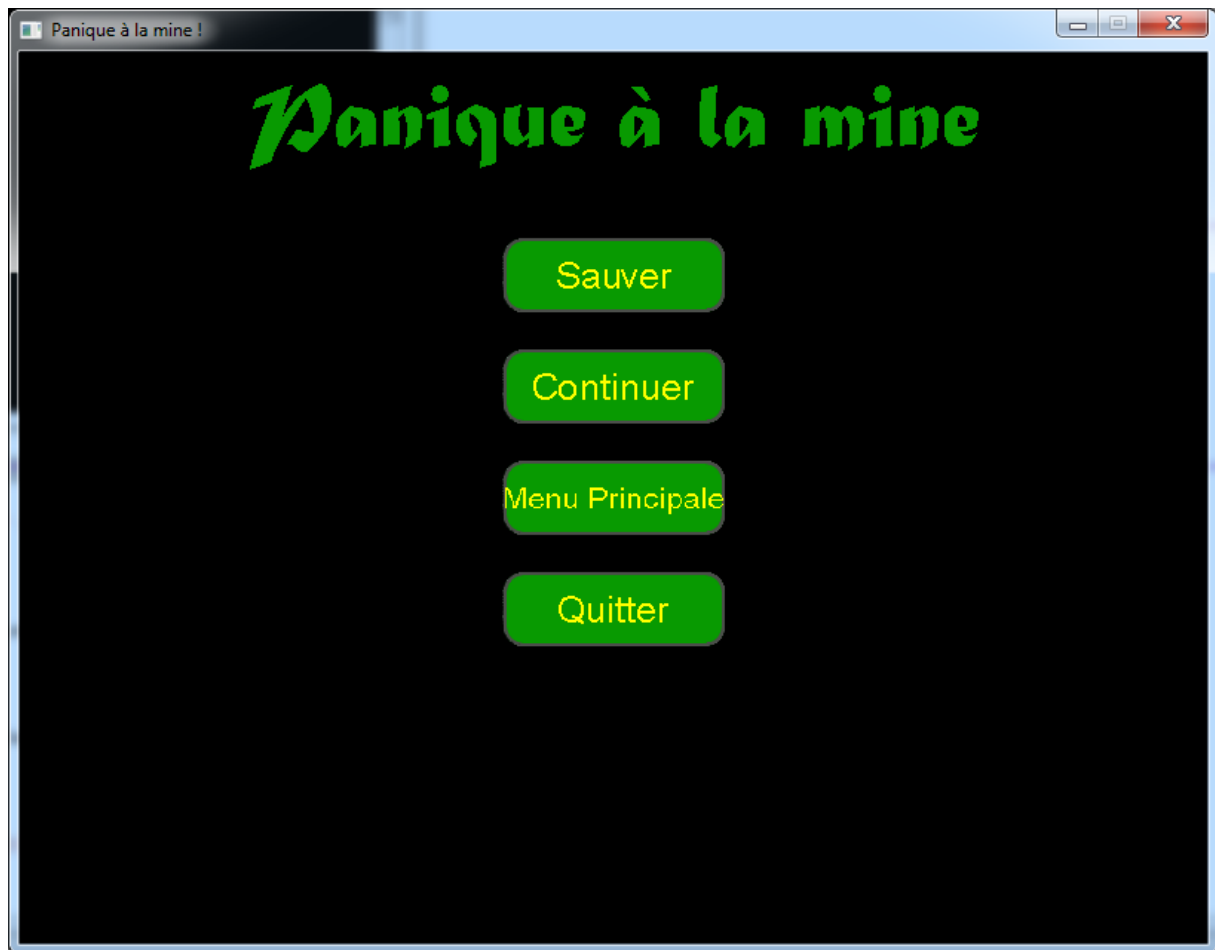 Panique à la mine !
Panique à la mine
Sauver
Continuer
Menu Principale
Quitter